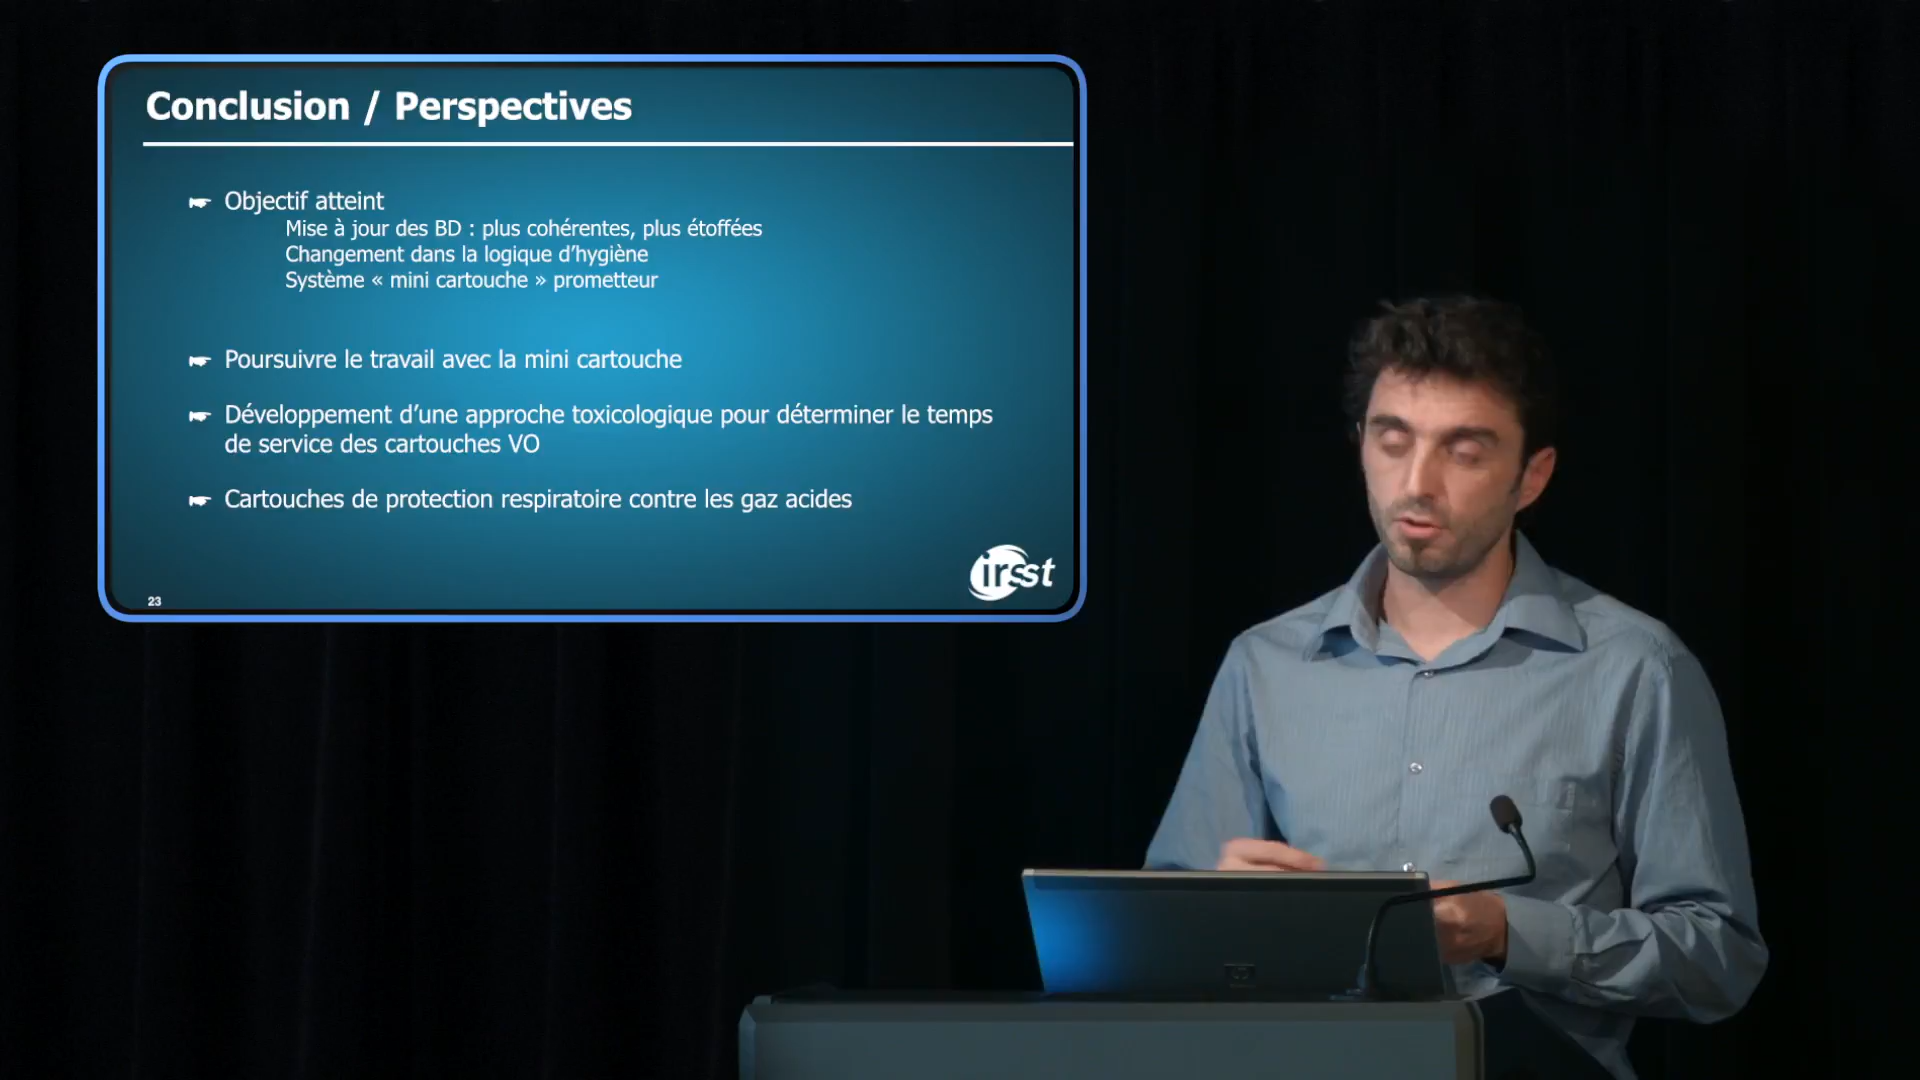 Conclusion / Perspectives
Objectif atteint
Mise à jour des BD : plus cohérentes, plus étoffées
Changement dans la logique d'hygiène
Système « mini cartouche » prometteur
Poursuivre le travail avec la mini cartouche
Développement d'une approche toxicologique pour déterminer le temps
de service des cartouches VO
Cartouches de protection respiratoire contre les gaz acides
irsst
23
hp